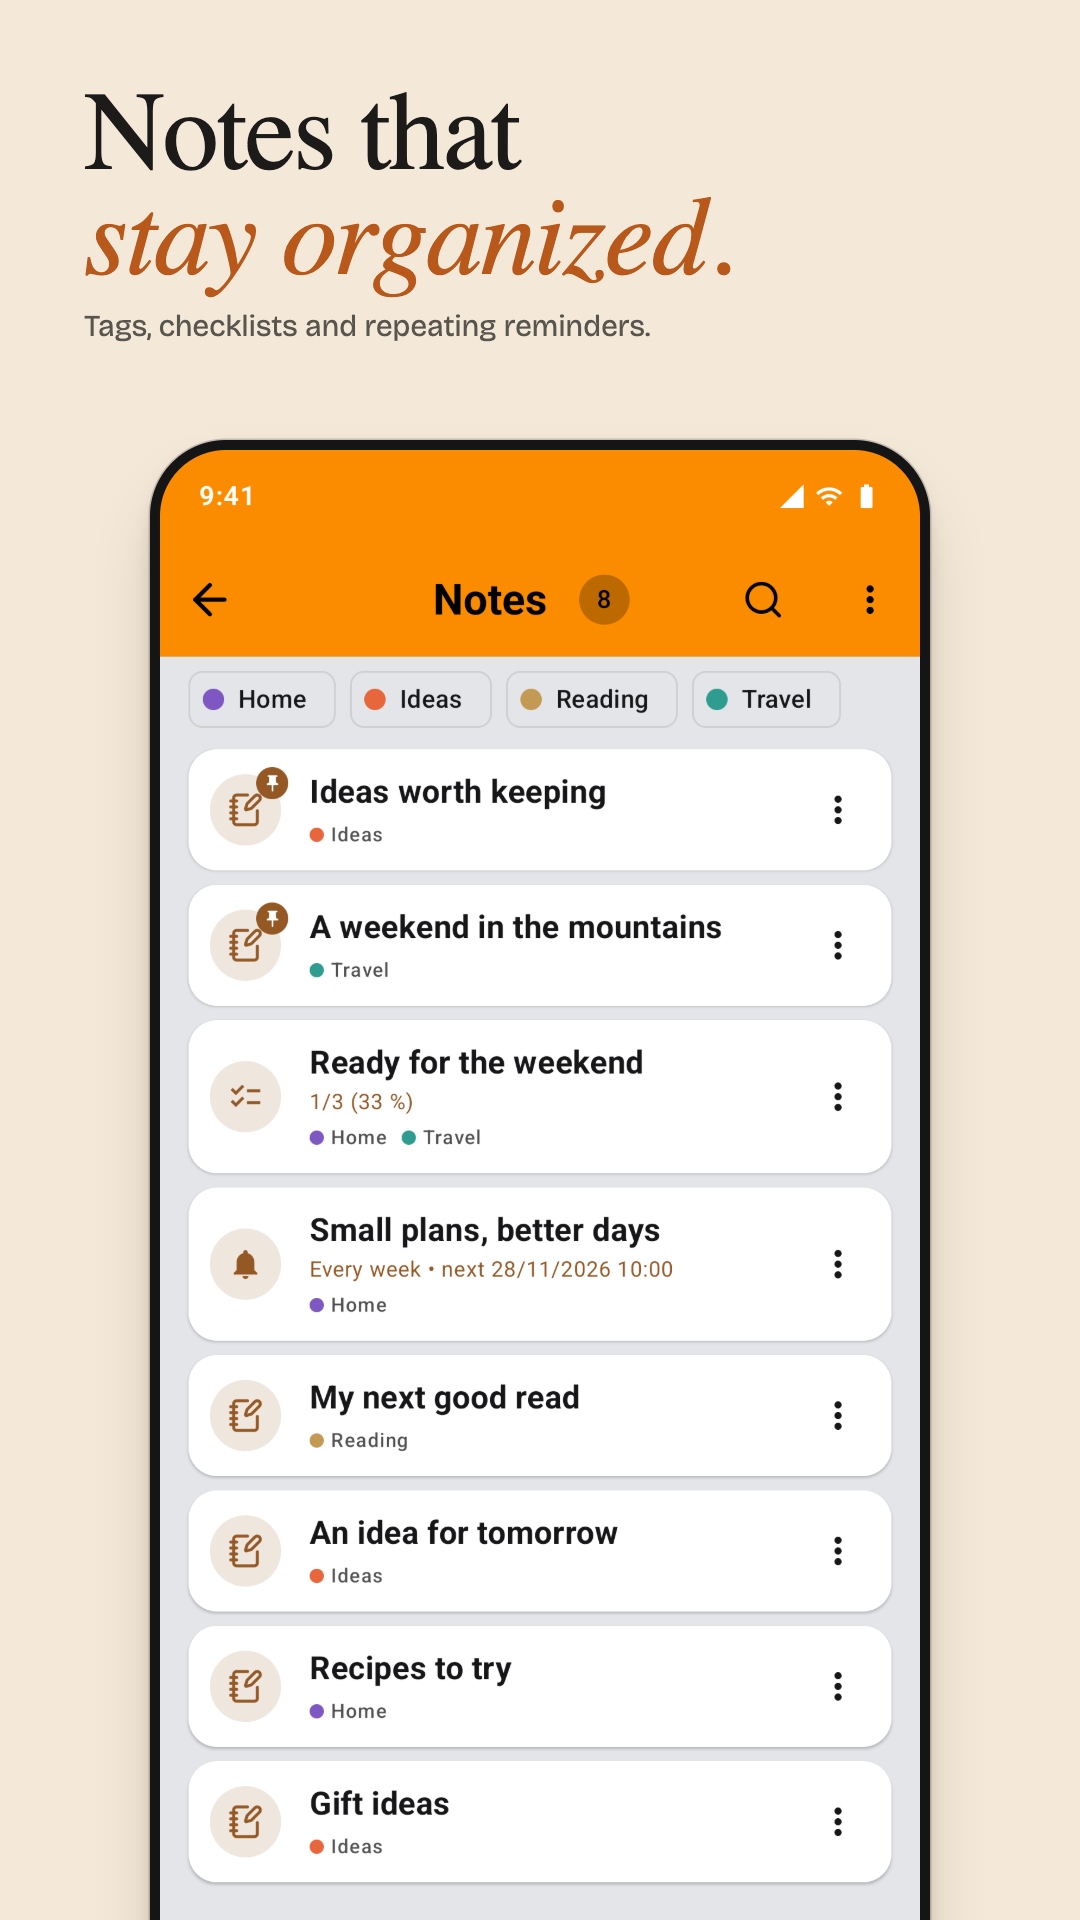 Notes that
stay organized.
Tags, checklists and repeating reminders.
9:41
Notes 8
Home Ideas Reading Travel
Ideas worth keeping
Ideas
A weekend in the mountains
Travel
Ready for the weekend
1/3 (33 %)
Home Travel
Small plans, better days
Every week • next 28/11/2026 10:00
Home
My next good read
Reading
An idea for tomorrow
Ideas
Recipes to try
Home
Gift ideas
Ideas